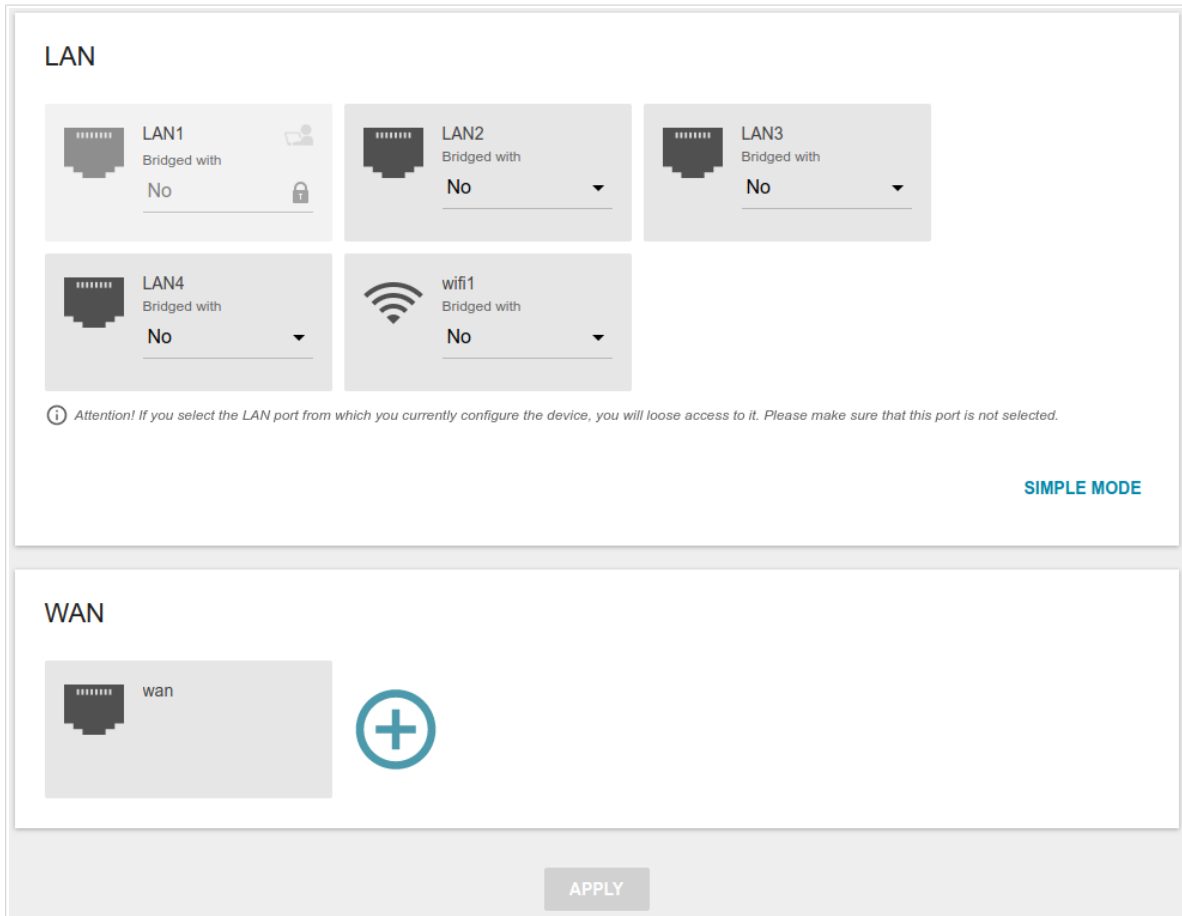 LAN
LAN1
Bridged with
No
LAN2
Bridged with
No
LAN3
Bridged with
No
LAN4
Bridged with
No
wifi1
Bridged with
No
Attention! If you select the LAN port from which you currently configure the device, you will loose access to it. Please make sure that this port is not selected.
SIMPLE MODE
WAN
wan
APPLY